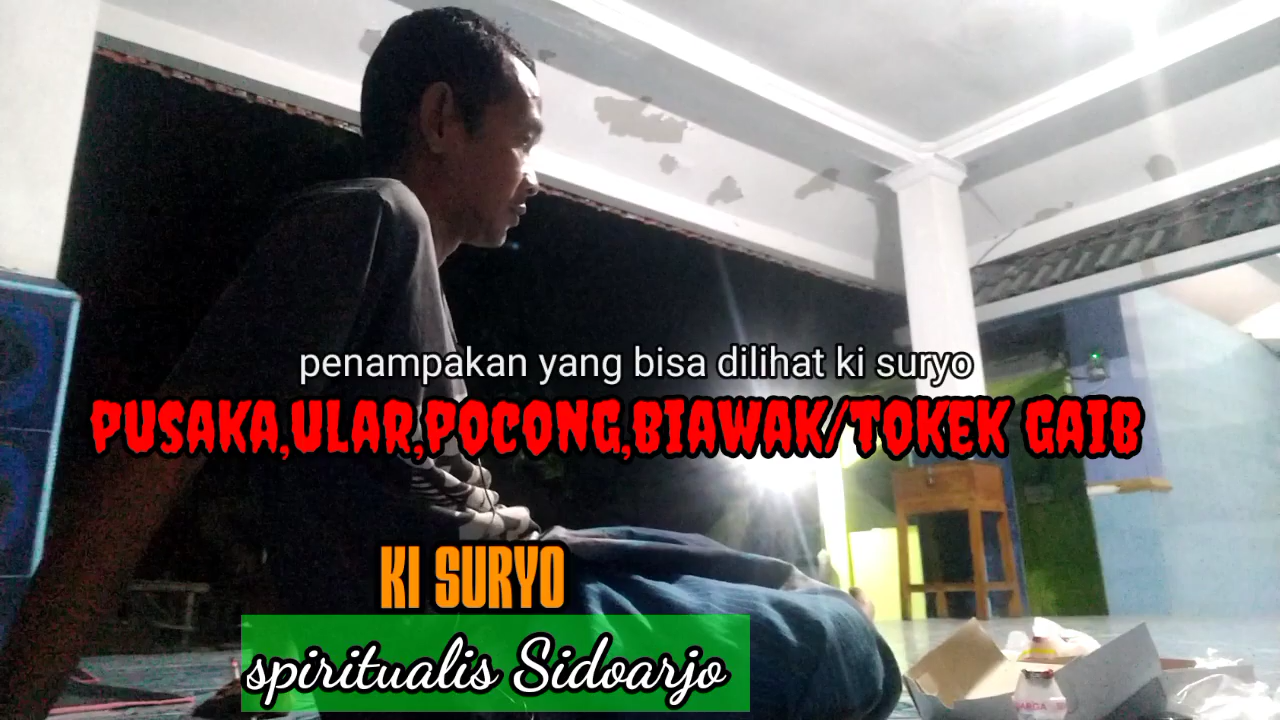 penampakan yang bisa dilihat ki suryo
PUSAKA,ULAR,POCONG,BIAWAK/TOKEK GAIB
KI SURYO
spiritualis Sidoarjo